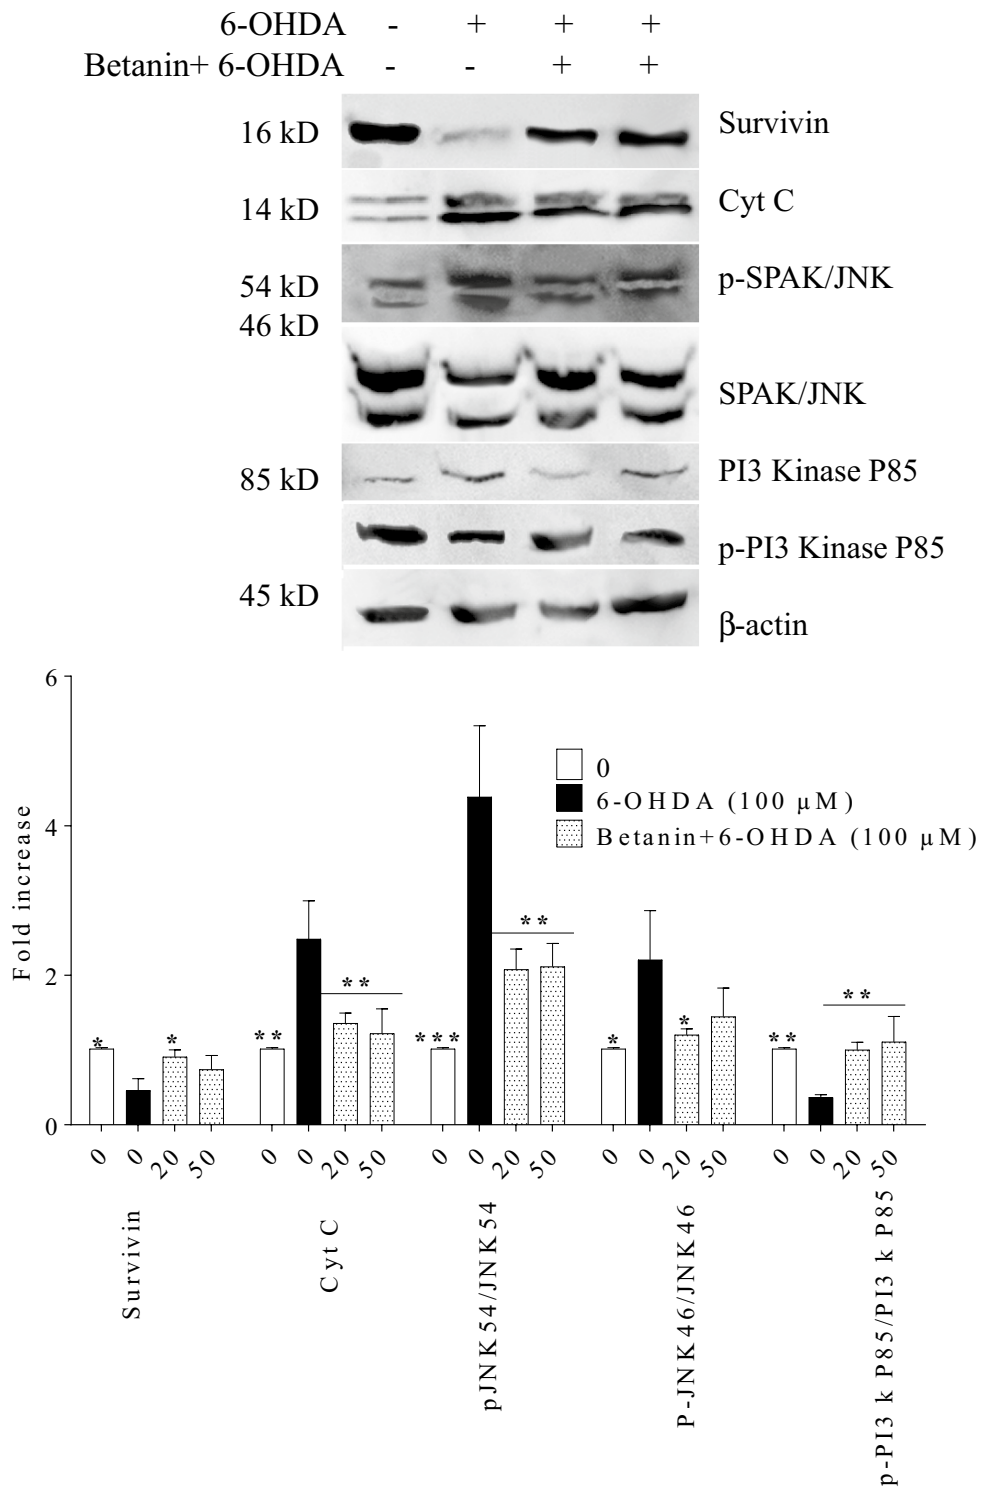 6-OHDA - + + +
Betanin+ 6-OHDA - - + +
16 kD Survivin
14 kD Cyt C
54 kD p-SPAK/JNK
46 kD
SPAK/JNK
85 kD PI3 Kinase P85
p-PI3 Kinase P85
45 kD β-actin
6
4
2
0
Fold increase
0
6-OHDA (100 μM)
Betanin+6-OHDA (100 μM)
* *
** **
*** **
* *
** **
0 0 20 50 0 0 20 50 0 0 20 50 0 0 20 50 0 0 20 50
Survivin
Cyt C
pJNK54/JNK54
P-JNK46/JNK46
p-PI3 k P85/PI3 k P85